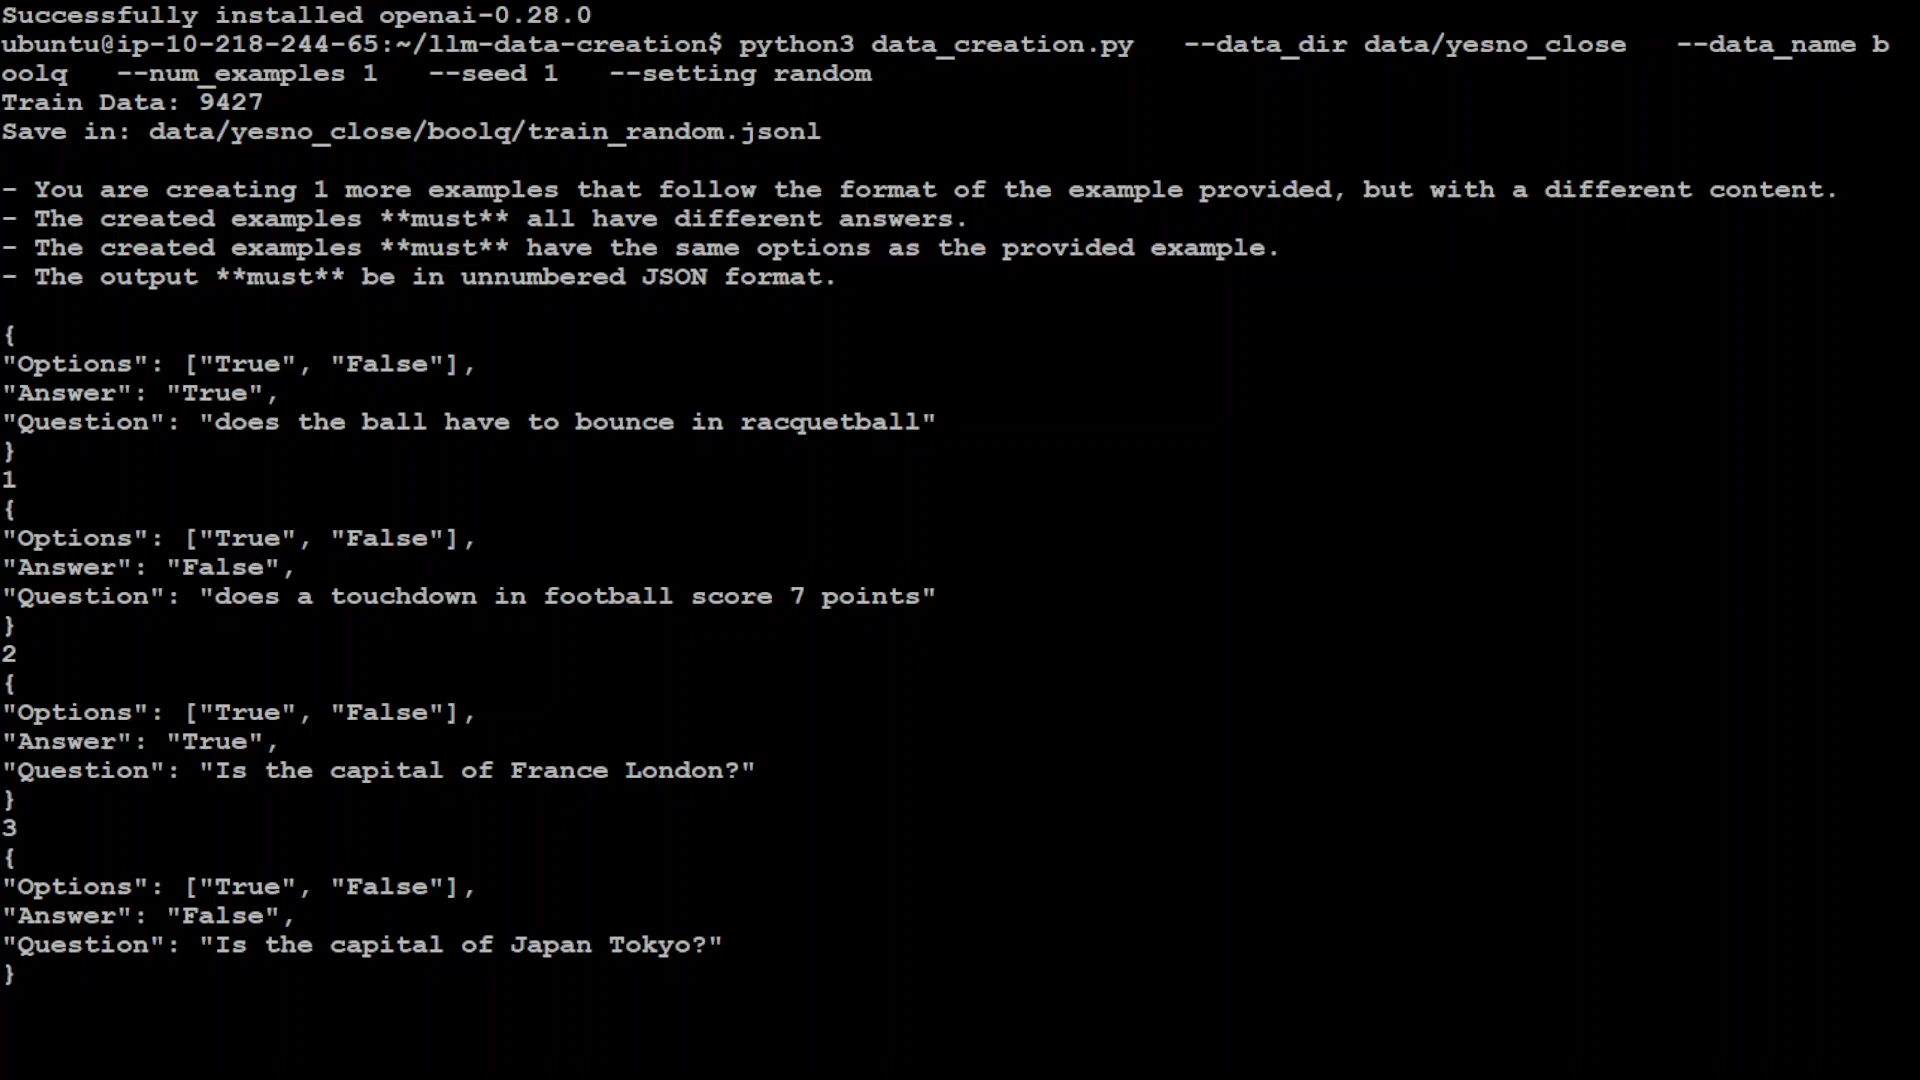 Successfully installed openai-0.28.0
ubuntu@ip-10-218-244-65:~/llm-data-creation$ python3 data_creation.py   --data_dir data/yesno_close   --data_name b
oolq   --num_examples 1   --seed 1   --setting random
Train Data: 9427
Save in: data/yesno_close/boolq/train_random.jsonl
- You are creating 1 more examples that follow the format of the example provided, but with a different content.
- The created examples **must** all have different answers.
- The created examples **must** have the same options as the provided example.
- The output **must** be in unnumbered JSON format.
{
"Options": ["True", "False"],
"Answer": "True",
"Question": "does the ball have to bounce in racquetball"
}
1
{
"Options": ["True", "False"],
"Answer": "False",
"Question": "does a touchdown in football score 7 points"
}
2
{
"Options": ["True", "False"],
"Answer": "True",
"Question": "Is the capital of France London?"
}
3
{
"Options": ["True", "False"],
"Answer": "False",
"Question": "Is the capital of Japan Tokyo?"
}